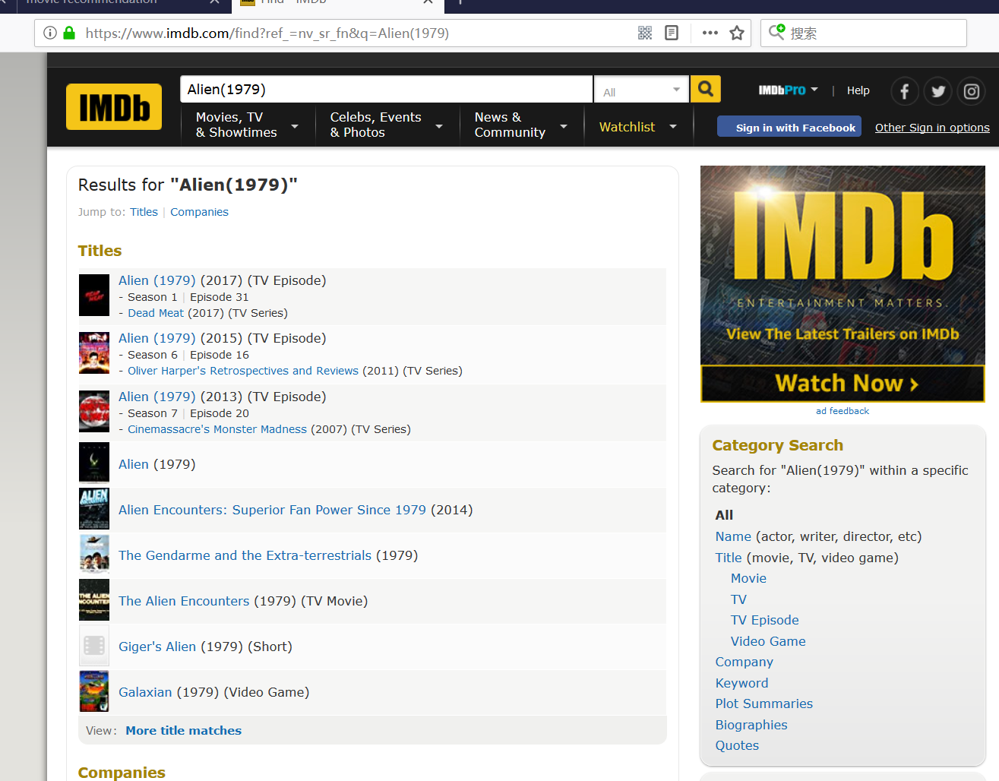 movie recommendation
Find - IMDb
https://www.imdb.com/find?ref_=nv_sr_fn&q=Alien(1979)
搜索
IMDb
Alien(1979)
All
IMDbPro
|
Help
Movies, TV
& Showtimes
Celebs, Events
& Photos
News &
Community
Watchlist
Sign in with Facebook
Other Sign in options
Results for "Alien(1979)"
Jump to: Titles | Companies
Titles
Alien (1979) (2017) (TV Episode)
- Season 1 | Episode 31
- Dead Meat (2017) (TV Series)
Alien (1979) (2015) (TV Episode)
- Season 6 | Episode 16
- Oliver Harper's Retrospectives and Reviews (2011) (TV Series)
Alien (1979) (2013) (TV Episode)
- Season 7 | Episode 20
- Cinemassacre's Monster Madness (2007) (TV Series)
Alien (1979)
ALIEN
ENCOUNTERS
Alien Encounters: Superior Fan Power Since 1979 (2014)
The Gendarme and the Extra-terrestrials (1979)
THE ALIEN
The Alien Encounters (1979) (TV Movie)
Giger's Alien (1979) (Short)
Galaxian (1979) (Video Game)
View: More title matches
Companies
IMDb
ENTERTAINMENT MATTERS.
View The Latest Trailers on IMDb
Watch Now ›
ad feedback
Category Search
Search for "Alien(1979)" within a specific
category:
All
Name (actor, writer, director, etc)
Title (movie, TV, video game)
Movie
TV
TV Episode
Video Game
Company
Keyword
Plot Summaries
Biographies
Quotes